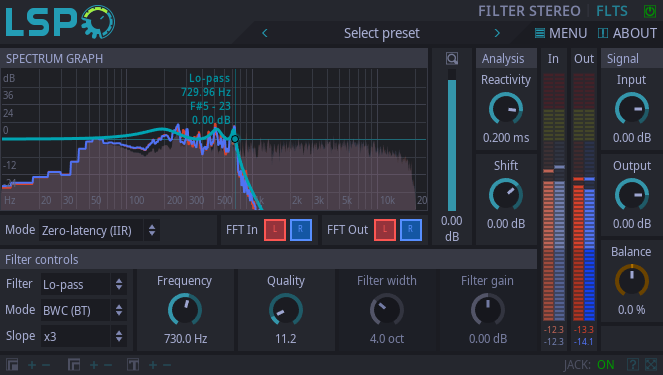 LSP
FILTER STEREO FLTS
Select preset
MENU ABOUT
SPECTRUM GRAPH
Analysis
In Out
Signal
dB
36
24
12
0
-12
Hz 20 30 50 100 200 300 500 2k 3k 5k 10k 20
Lo-pass
729.96 Hz
F#5 - 23
0.00 dB
Reactivity
0.200 ms
Shift
0.00 dB
0.00
dB
Input
0.00 dB
Output
0.00 dB
Balance
0.0 %
Mode Zero-latency (IIR)
FFT In L R
FFT Out L R
Filter controls
Filter Lo-pass
Mode BWC (BT)
Slope x3
Frequency
730.0 Hz
Quality
11.2
Filter width
4.0 oct
Filter gain
0.00 dB
-12.3 -13.3
-12.3 -14.1
JACK: ON